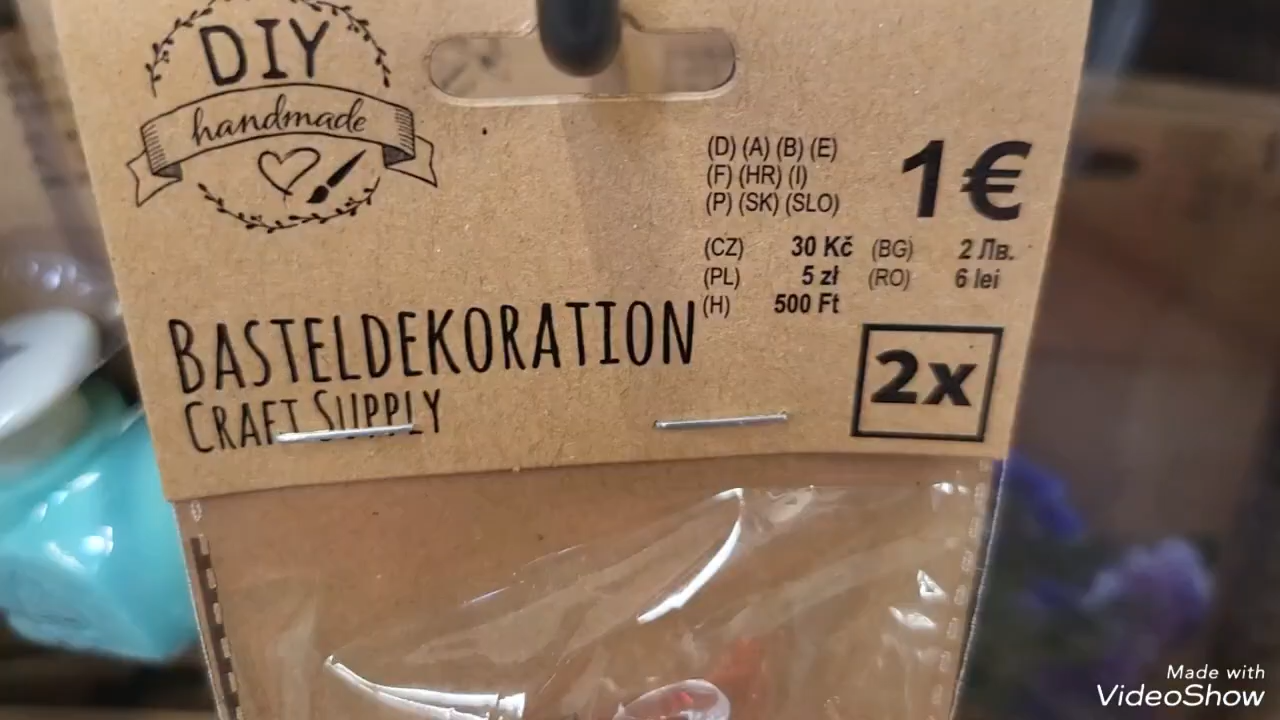 DIY
handmade
(D) (A) (B) (E)
(F) (HR) (I)
(P) (SK) (SLO)
1€
(CZ) 30 Kč (BG) 2 Лв.
(PL) 5 zł (RO) 6 lei
(H) 500 Ft
BASTELDEKORATION
CRAFT SUPPLY
2x
Made with
VideoShow